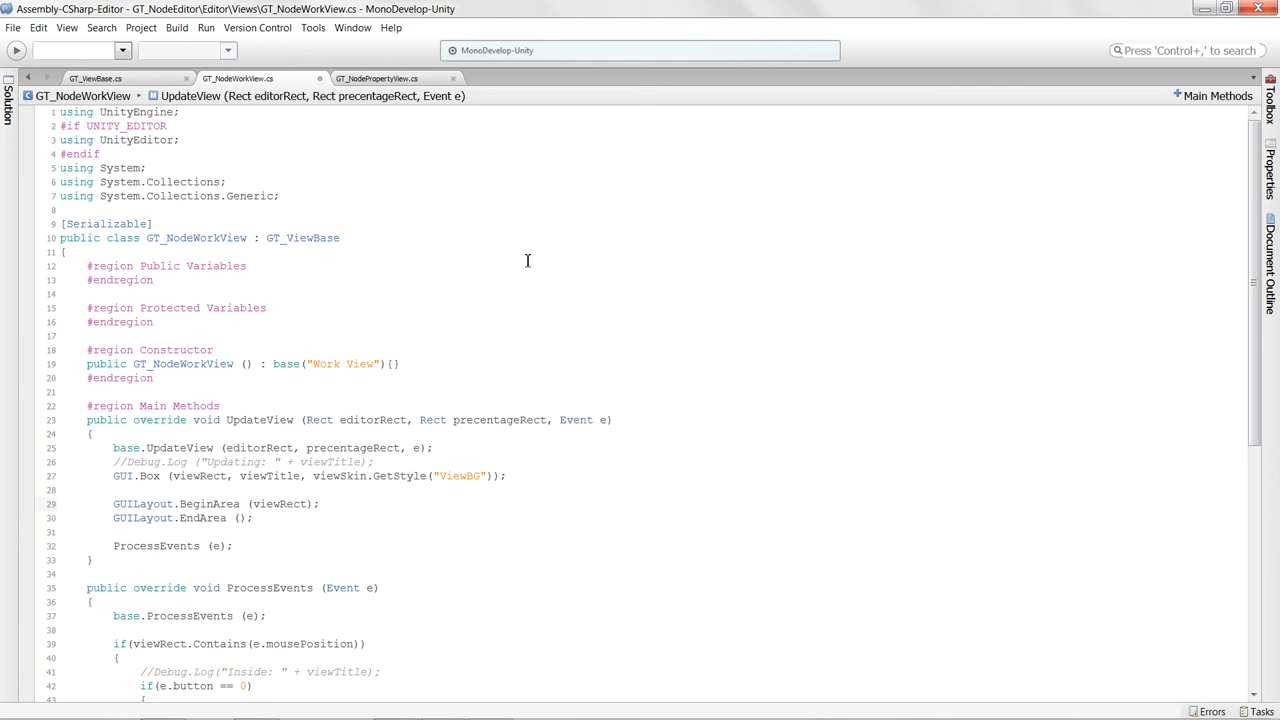 Assembly-CSharp-Editor - GT_NodeEditor\Editor\Views\GT_NodeWorkView.cs - MonoDevelop-Unity
File Edit View Search Project Build Run Version Control Tools Window Help
MonoDevelop-Unity
Press 'Control+,' to search
GT_ViewBase.cs GT_NodeWorkView.cs GT_NodePropertyView.cs
GT_NodeWorkView UpdateView (Rect editorRect, Rect precentageRect, Event e) Main Methods
Solution
Toolbox
Properties
Document Outline
1 using UnityEngine;
2 #if UNITY_EDITOR
3 using UnityEditor;
4 #endif
5 using System;
6 using System.Collections;
7 using System.Collections.Generic;
8
9 [Serializable]
10 public class GT_NodeWorkView : GT_ViewBase
11 {
12 #region Public Variables
13 #endregion
14
15 #region Protected Variables
16 #endregion
17
18 #region Constructor
19 public GT_NodeWorkView () : base("Work View"){}
20 #endregion
21
22 #region Main Methods
23 public override void UpdateView (Rect editorRect, Rect precentageRect, Event e)
24 {
25 base.UpdateView (editorRect, precentageRect, e);
26 //Debug.Log ("Updating: " + viewTitle);
27 GUI.Box (viewRect, viewTitle, viewSkin.GetStyle("ViewBG"));
28
29 GUILayout.BeginArea (viewRect);
30 GUILayout.EndArea ();
31
32 ProcessEvents (e);
33 }
34
35 public override void ProcessEvents (Event e)
36 {
37 base.ProcessEvents (e);
38
39 if(viewRect.Contains(e.mousePosition))
40 {
41 //Debug.Log("Inside: " + viewTitle);
42 if(e.button == 0)
43 {
Errors Tasks